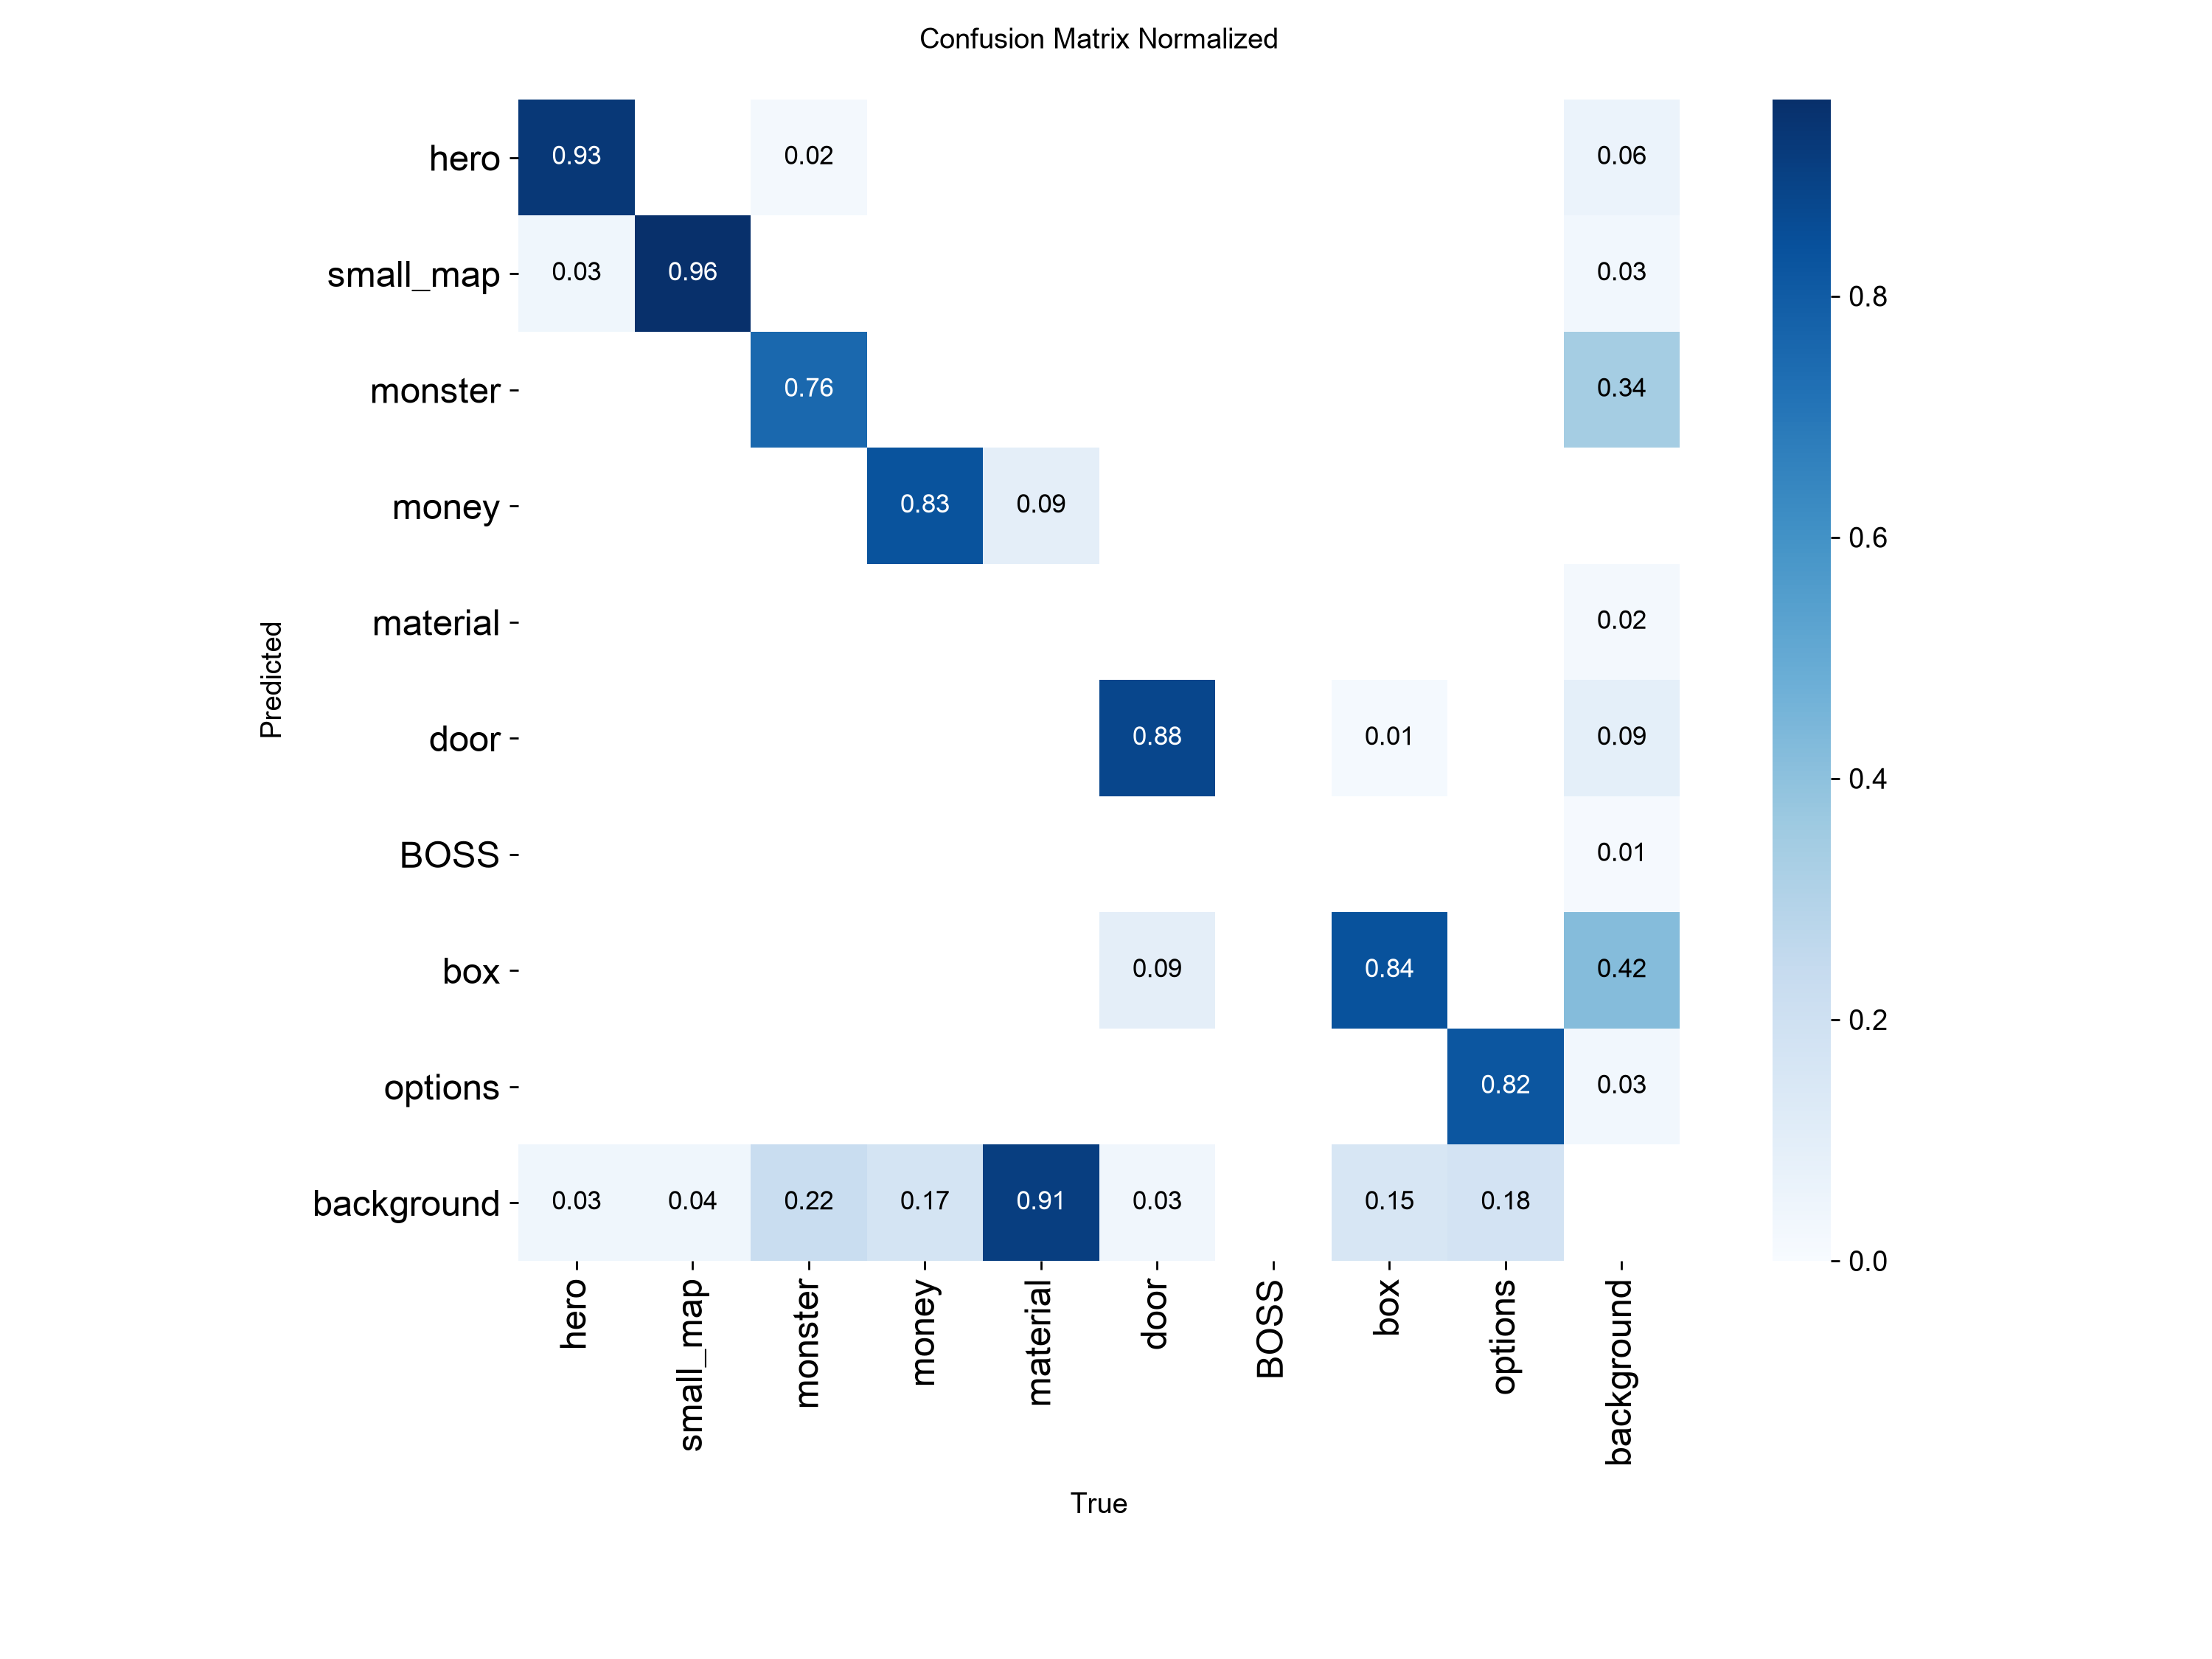 Confusion Matrix Normalized
hero 0.93 0.02 0.06
small_map 0.03 0.96 0.03
monster 0.76 0.34
money 0.83 0.09
material 0.02
door 0.88 0.01 0.09
BOSS 0.01
box 0.09 0.84 0.42
options 0.82 0.03
background 0.03 0.04 0.22 0.17 0.91 0.03 0.15 0.18
Predicted
hero
small_map
monster
money
material
door
BOSS
box
options
background
True
0.8
0.6
0.4
0.2
0.0